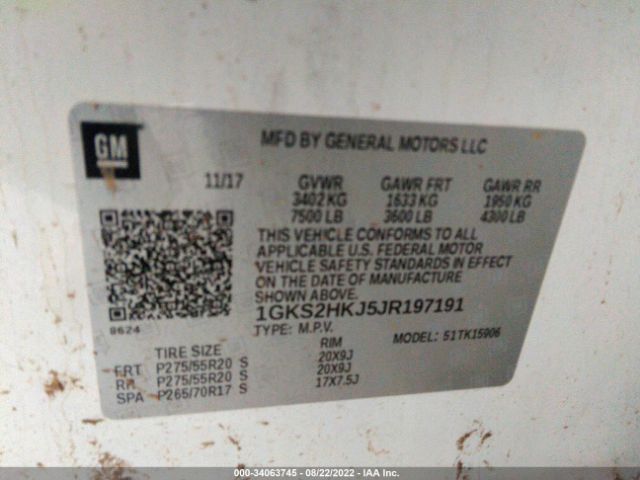 GM
MFD BY GENERAL MOTORS LLC
11/17 GVWR GAWR FRT GAWR RR
3402 KG 1633 KG 1950 KG
7500 LB 3600 LB 4300 LB
THIS VEHICLE CONFORMS TO ALL
APPLICABLE U.S. FEDERAL MOTOR
VEHICLE SAFETY STANDARDS IN EFFECT
ON THE DATE OF MANUFACTURE
SHOWN ABOVE.
1GKS2HKJ5JR197191
8624
TYPE: M.P.V. MODEL: 51TK15906
TIRE SIZE RIM
FRT P275/55R20 S 20X9J
RR P275/55R20 S 20X9J
SPA P265/70R17 S 17X7.5J
000-34063745 - 08/22/2022 - IAA Inc.